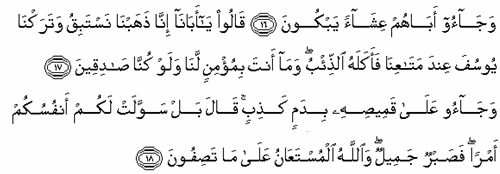 وَجَآءُوٓ أَبَاهُمْ عِشَآءً يَبْكُونَ ١٦ قَالُوا۟ يَـٰٓأَبَانَآ إِنَّا ذَهَبْنَا نَسْتَبِقُ وَتَرَكْنَا
يُوسُفَ عِندَ مَتَـٰعِنَا فَأَكَلَهُ ٱلذِّئْبُ ۖ وَمَآ أَنتَ بِمُؤْمِنٍ لَّنَا وَلَوْ كُنَّا صَـٰدِقِينَ ١٧
وَجَآءُو عَلَىٰ قَمِيصِهِۦ بِدَمٍ كَذِبٍ ۚ قَالَ بَلْ سَوَّلَتْ لَكُمْ أَنفُسُكُمْ
أَمْرًا ۖ فَصَبْرٌ جَمِيلٌ ۖ وَٱللَّهُ ٱلْمُسْتَعَانُ عَلَىٰ مَا تَصِفُونَ ١٨